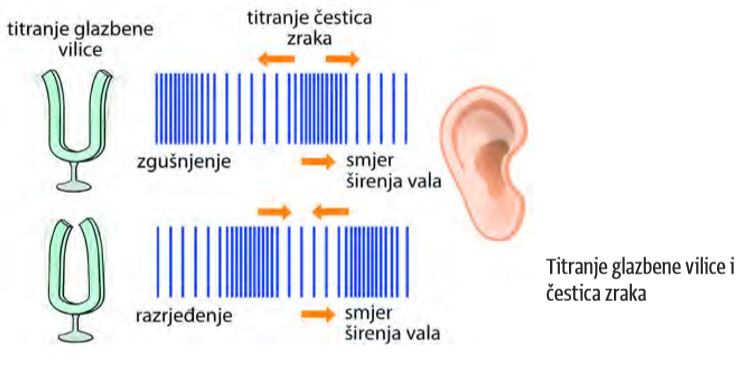 titranje glazbene
vilice
titranje čestica
zraka
zgušnjenje
smjer
širenja vala
razrjeđenje
smjer
širenja vala
Titranje glazbene vilice i
čestica zraka